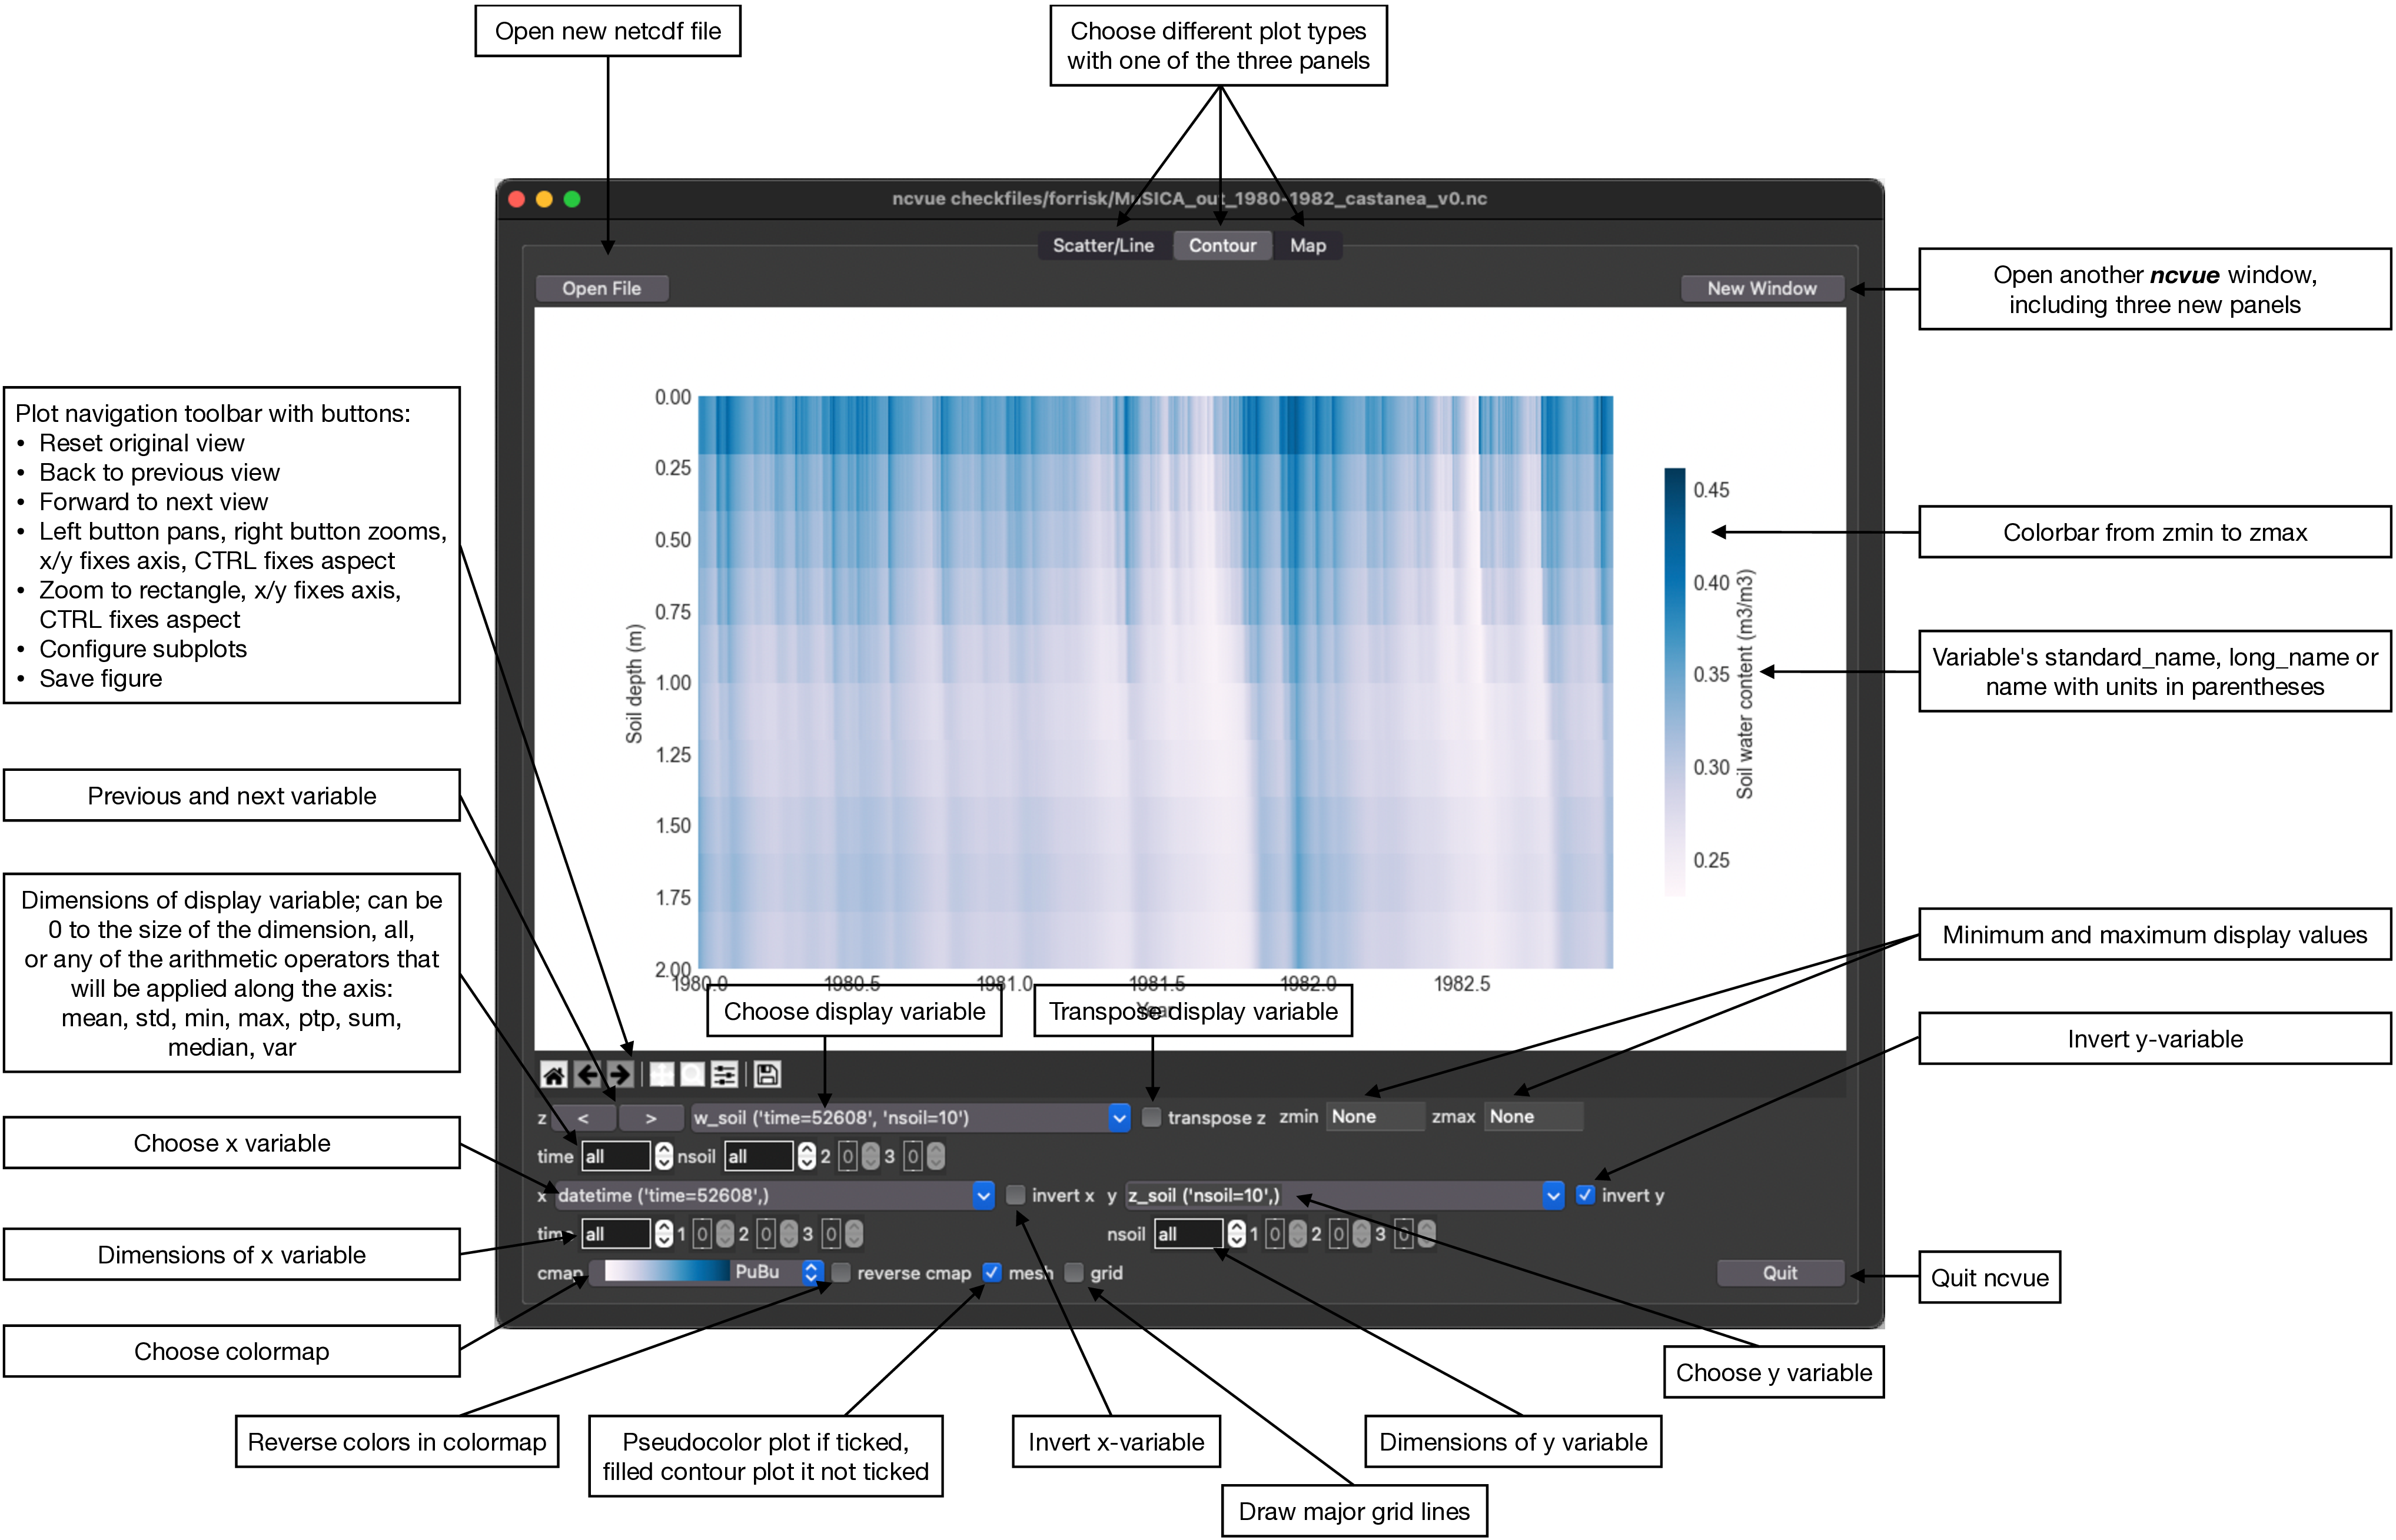 Open new netcdf file
Choose different plot types
with one of the three panels
ncvue checkfiles/forrisk/MuSICA_out_1980-1982_castanea_v0.nc
Scatter/Line
Contour
Map
Open File
New Window
Open another ncvue window,
including three new panels
Plot navigation toolbar with buttons:
• Reset original view
• Back to previous view
• Forward to next view
• Left button pans, right button zooms,
x/y fixes axis, CTRL fixes aspect
• Zoom to rectangle, x/y fixes axis,
CTRL fixes aspect
• Configure subplots
• Save figure
0.00
0.25
0.50
0.75
1.00
1.25
1.50
1.75
2.00
Soil depth (m)
1980.0
1980.5
1981.0
1981.5
1982.0
1982.5
Year
0.45
0.40
0.35
0.30
0.25
Soil water content (m3/m3)
Colorbar from zmin to zmax
Variable's standard_name, long_name or
name with units in parentheses
Previous and next variable
Dimensions of display variable; can be
0 to the size of the dimension, all,
or any of the arithmetic operators that
will be applied along the axis:
mean, std, min, max, ptp, sum,
median, var
Minimum and maximum display values
Invert y-variable
Choose display variable
Transpose display variable
z < > w_soil ('time=52608', 'nsoil=10') transpose z zmin None zmax None
time all nsoil all 2 0 3 0
x datetime ('time=52608',) invert x y z_soil ('nsoil=10',) invert y
time all 1 0 2 0 3 0 nsoil all 1 0 2 0 3 0
cmap PuBu reverse cmap mesh grid Quit
Choose x variable
Dimensions of x variable
Choose colormap
Quit ncvue
Choose y variable
Reverse colors in colormap
Pseudocolor plot if ticked,
filled contour plot it not ticked
Invert x-variable
Dimensions of y variable
Draw major grid lines